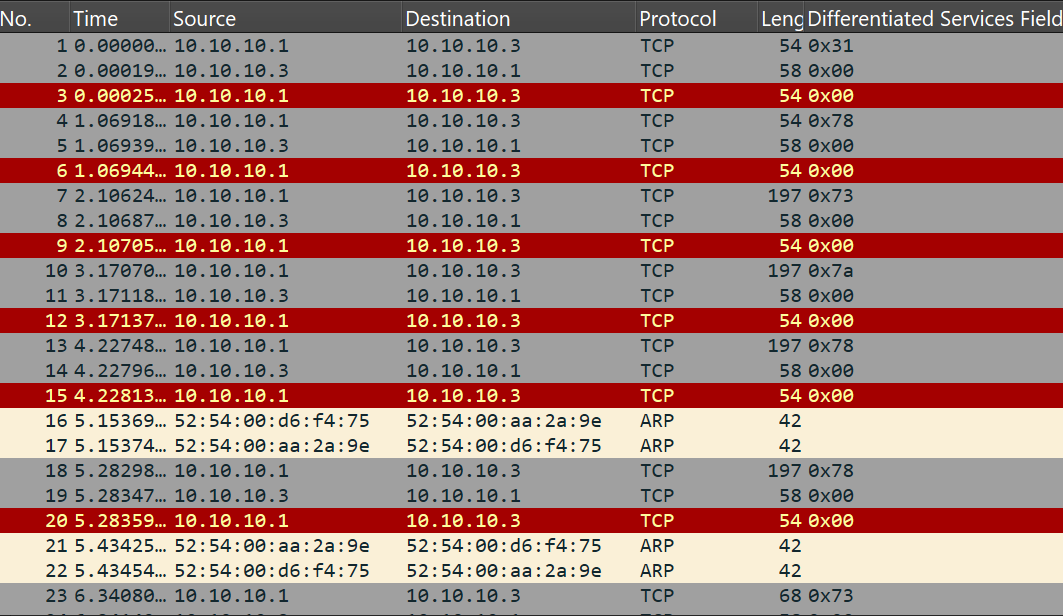 No. Time Source Destination Protocol Leng Differentiated Services Field
1 0.00000… 10.10.10.1 10.10.10.3 TCP 54 0x31
2 0.00019… 10.10.10.3 10.10.10.1 TCP 58 0x00
3 0.00025… 10.10.10.1 10.10.10.3 TCP 54 0x00
4 1.06918… 10.10.10.1 10.10.10.3 TCP 54 0x78
5 1.06939… 10.10.10.3 10.10.10.1 TCP 58 0x00
6 1.06944… 10.10.10.1 10.10.10.3 TCP 54 0x00
7 2.10624… 10.10.10.1 10.10.10.3 TCP 197 0x73
8 2.10687… 10.10.10.3 10.10.10.1 TCP 58 0x00
9 2.10705… 10.10.10.1 10.10.10.3 TCP 54 0x00
10 3.17070… 10.10.10.1 10.10.10.3 TCP 197 0x7a
11 3.17118… 10.10.10.3 10.10.10.1 TCP 58 0x00
12 3.17137… 10.10.10.1 10.10.10.3 TCP 54 0x00
13 4.22748… 10.10.10.1 10.10.10.3 TCP 197 0x78
14 4.22796… 10.10.10.3 10.10.10.1 TCP 58 0x00
15 4.22813… 10.10.10.1 10.10.10.3 TCP 54 0x00
16 5.15369… 52:54:00:d6:f4:75 52:54:00:aa:2a:9e ARP 42
17 5.15374… 52:54:00:aa:2a:9e 52:54:00:d6:f4:75 ARP 42
18 5.28298… 10.10.10.1 10.10.10.3 TCP 197 0x78
19 5.28347… 10.10.10.3 10.10.10.1 TCP 58 0x00
20 5.28359… 10.10.10.1 10.10.10.3 TCP 54 0x00
21 5.43425… 52:54:00:aa:2a:9e 52:54:00:d6:f4:75 ARP 42
22 5.43454… 52:54:00:d6:f4:75 52:54:00:aa:2a:9e ARP 42
23 6.34080… 10.10.10.1 10.10.10.3 TCP 68 0x73